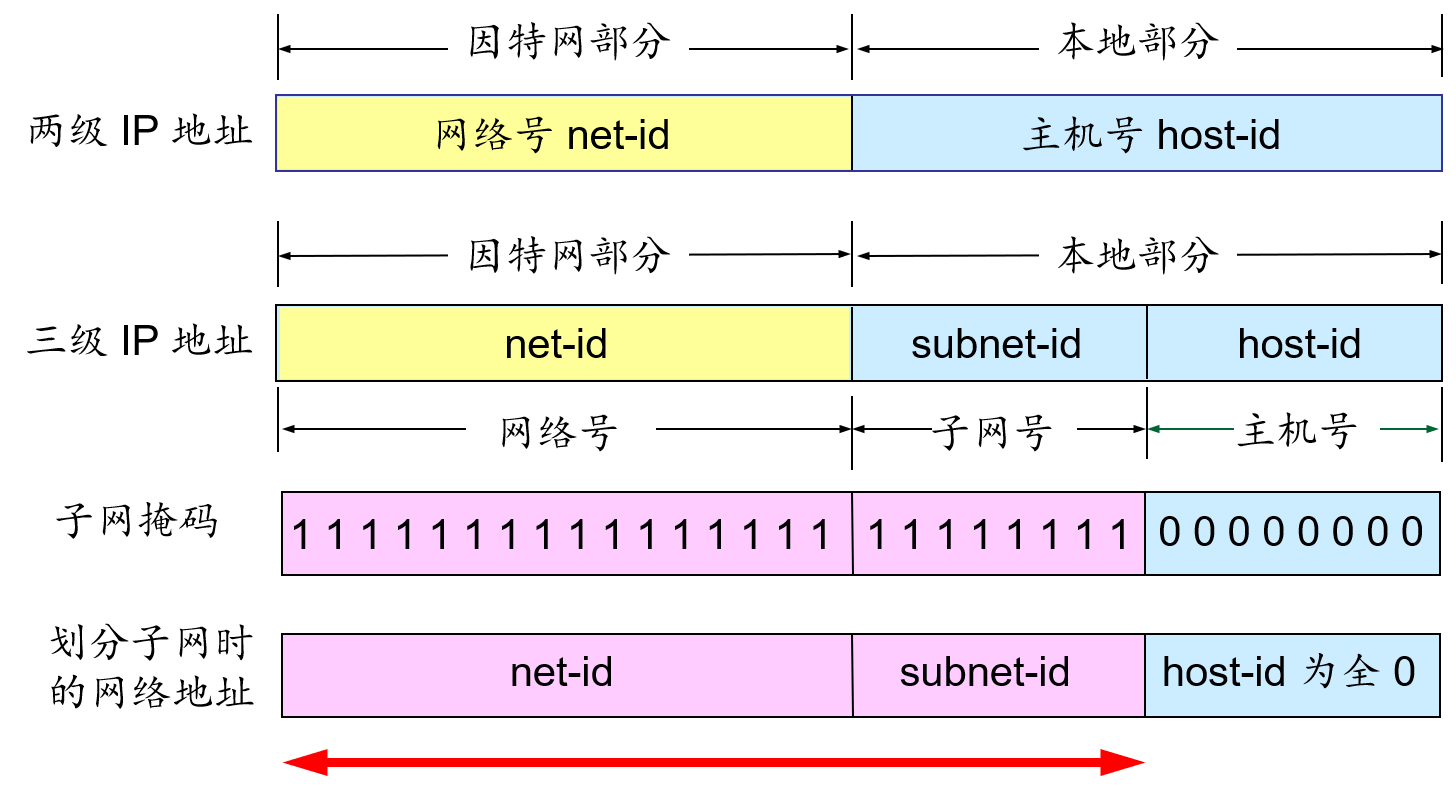 因特网部分 本地部分
两级 IP 地址 网络号 net-id 主机号 host-id
因特网部分 本地部分
三级 IP 地址 net-id subnet-id host-id
网络号 子网号 主机号
子网掩码 1 1 1 1 1 1 1 1 1 1 1 1 1 1 1 1 1 1 1 1 1 1 1 1 0 0 0 0 0 0 0 0
划分子网时
的网络地址 net-id subnet-id host-id 为全 0